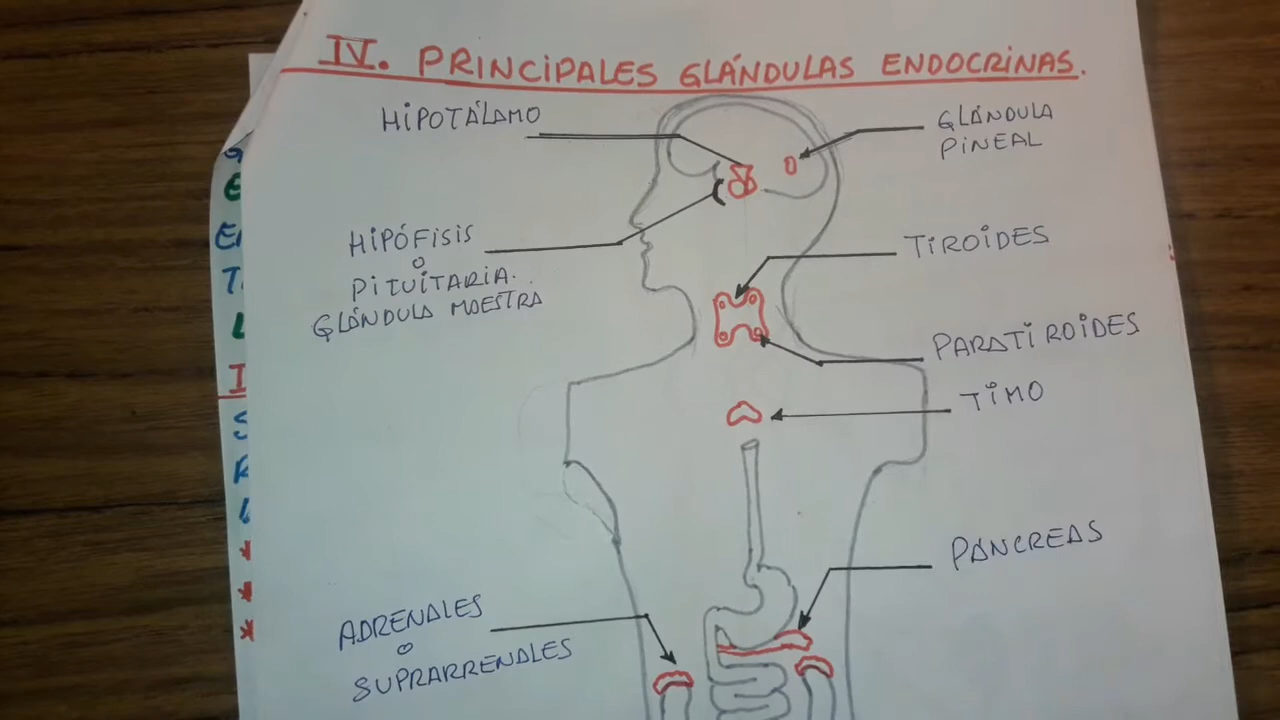 IV. PRINCIPALES GLÁNDULAS ENDOCRINAS.
HIPOTÁLAMO
GLÁNDULA
PINEAL
HIPÓFISIS
O
PITUITARIA.
GLÁNDULA MAESTRA
TIROIDES
PARATIROIDES
TIMO
PÁNCREAS
ADRENALES
O
SUPRARRENALES